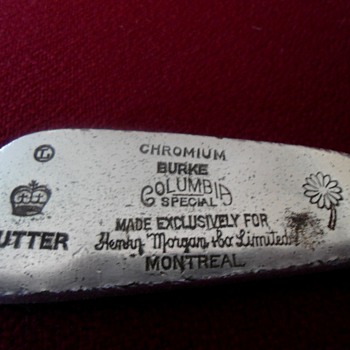 L
CHROMIUM
BURKE
COLUMBIA
SPECIAL
UTTER
MADE EXCLUSIVELY FOR
Henry Morgan & Co Limited
MONTREAL